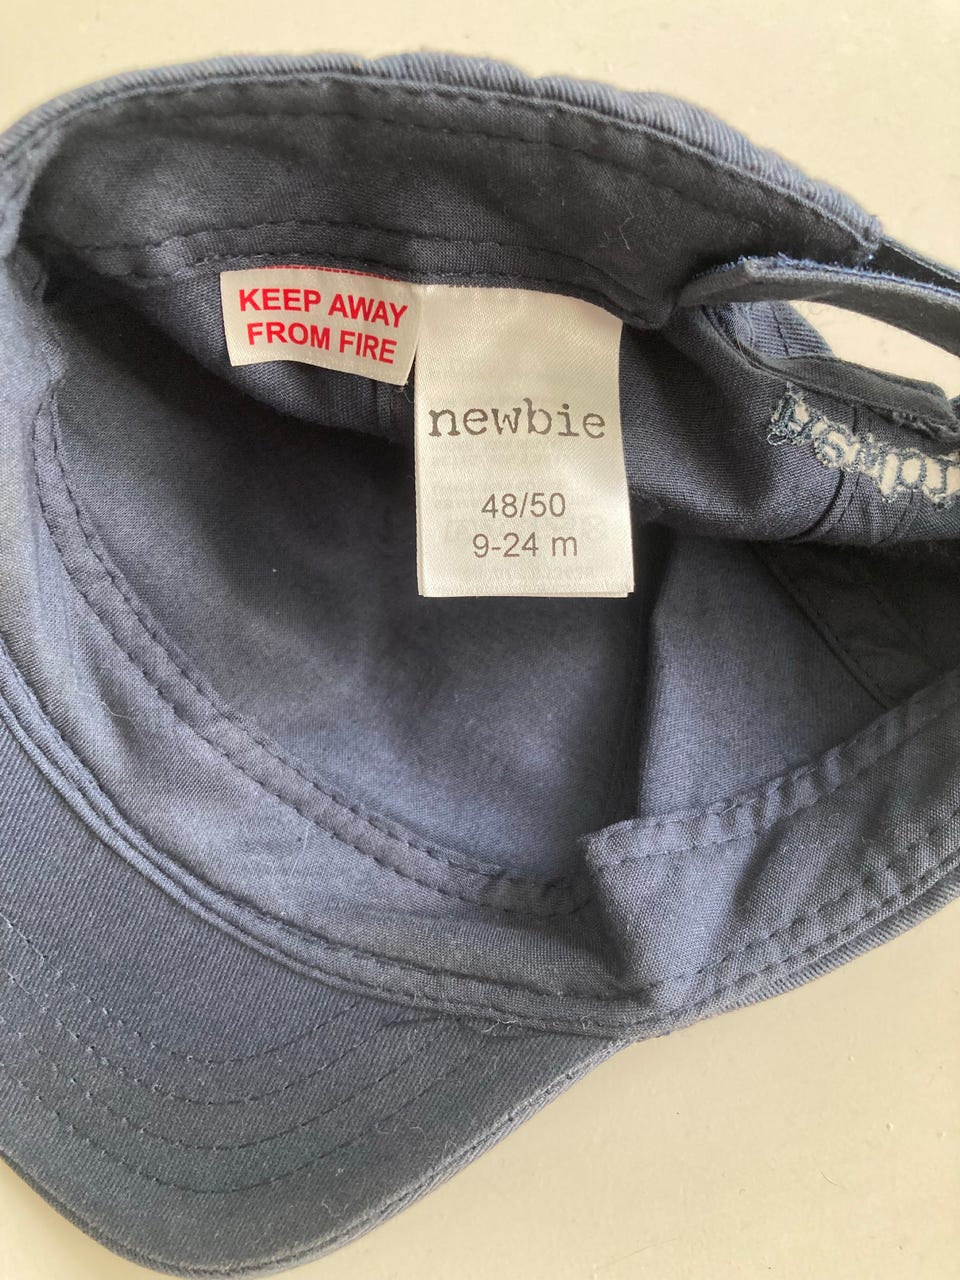 KEEP AWAY
FROM FIRE
newbie
48/50
9-24 m